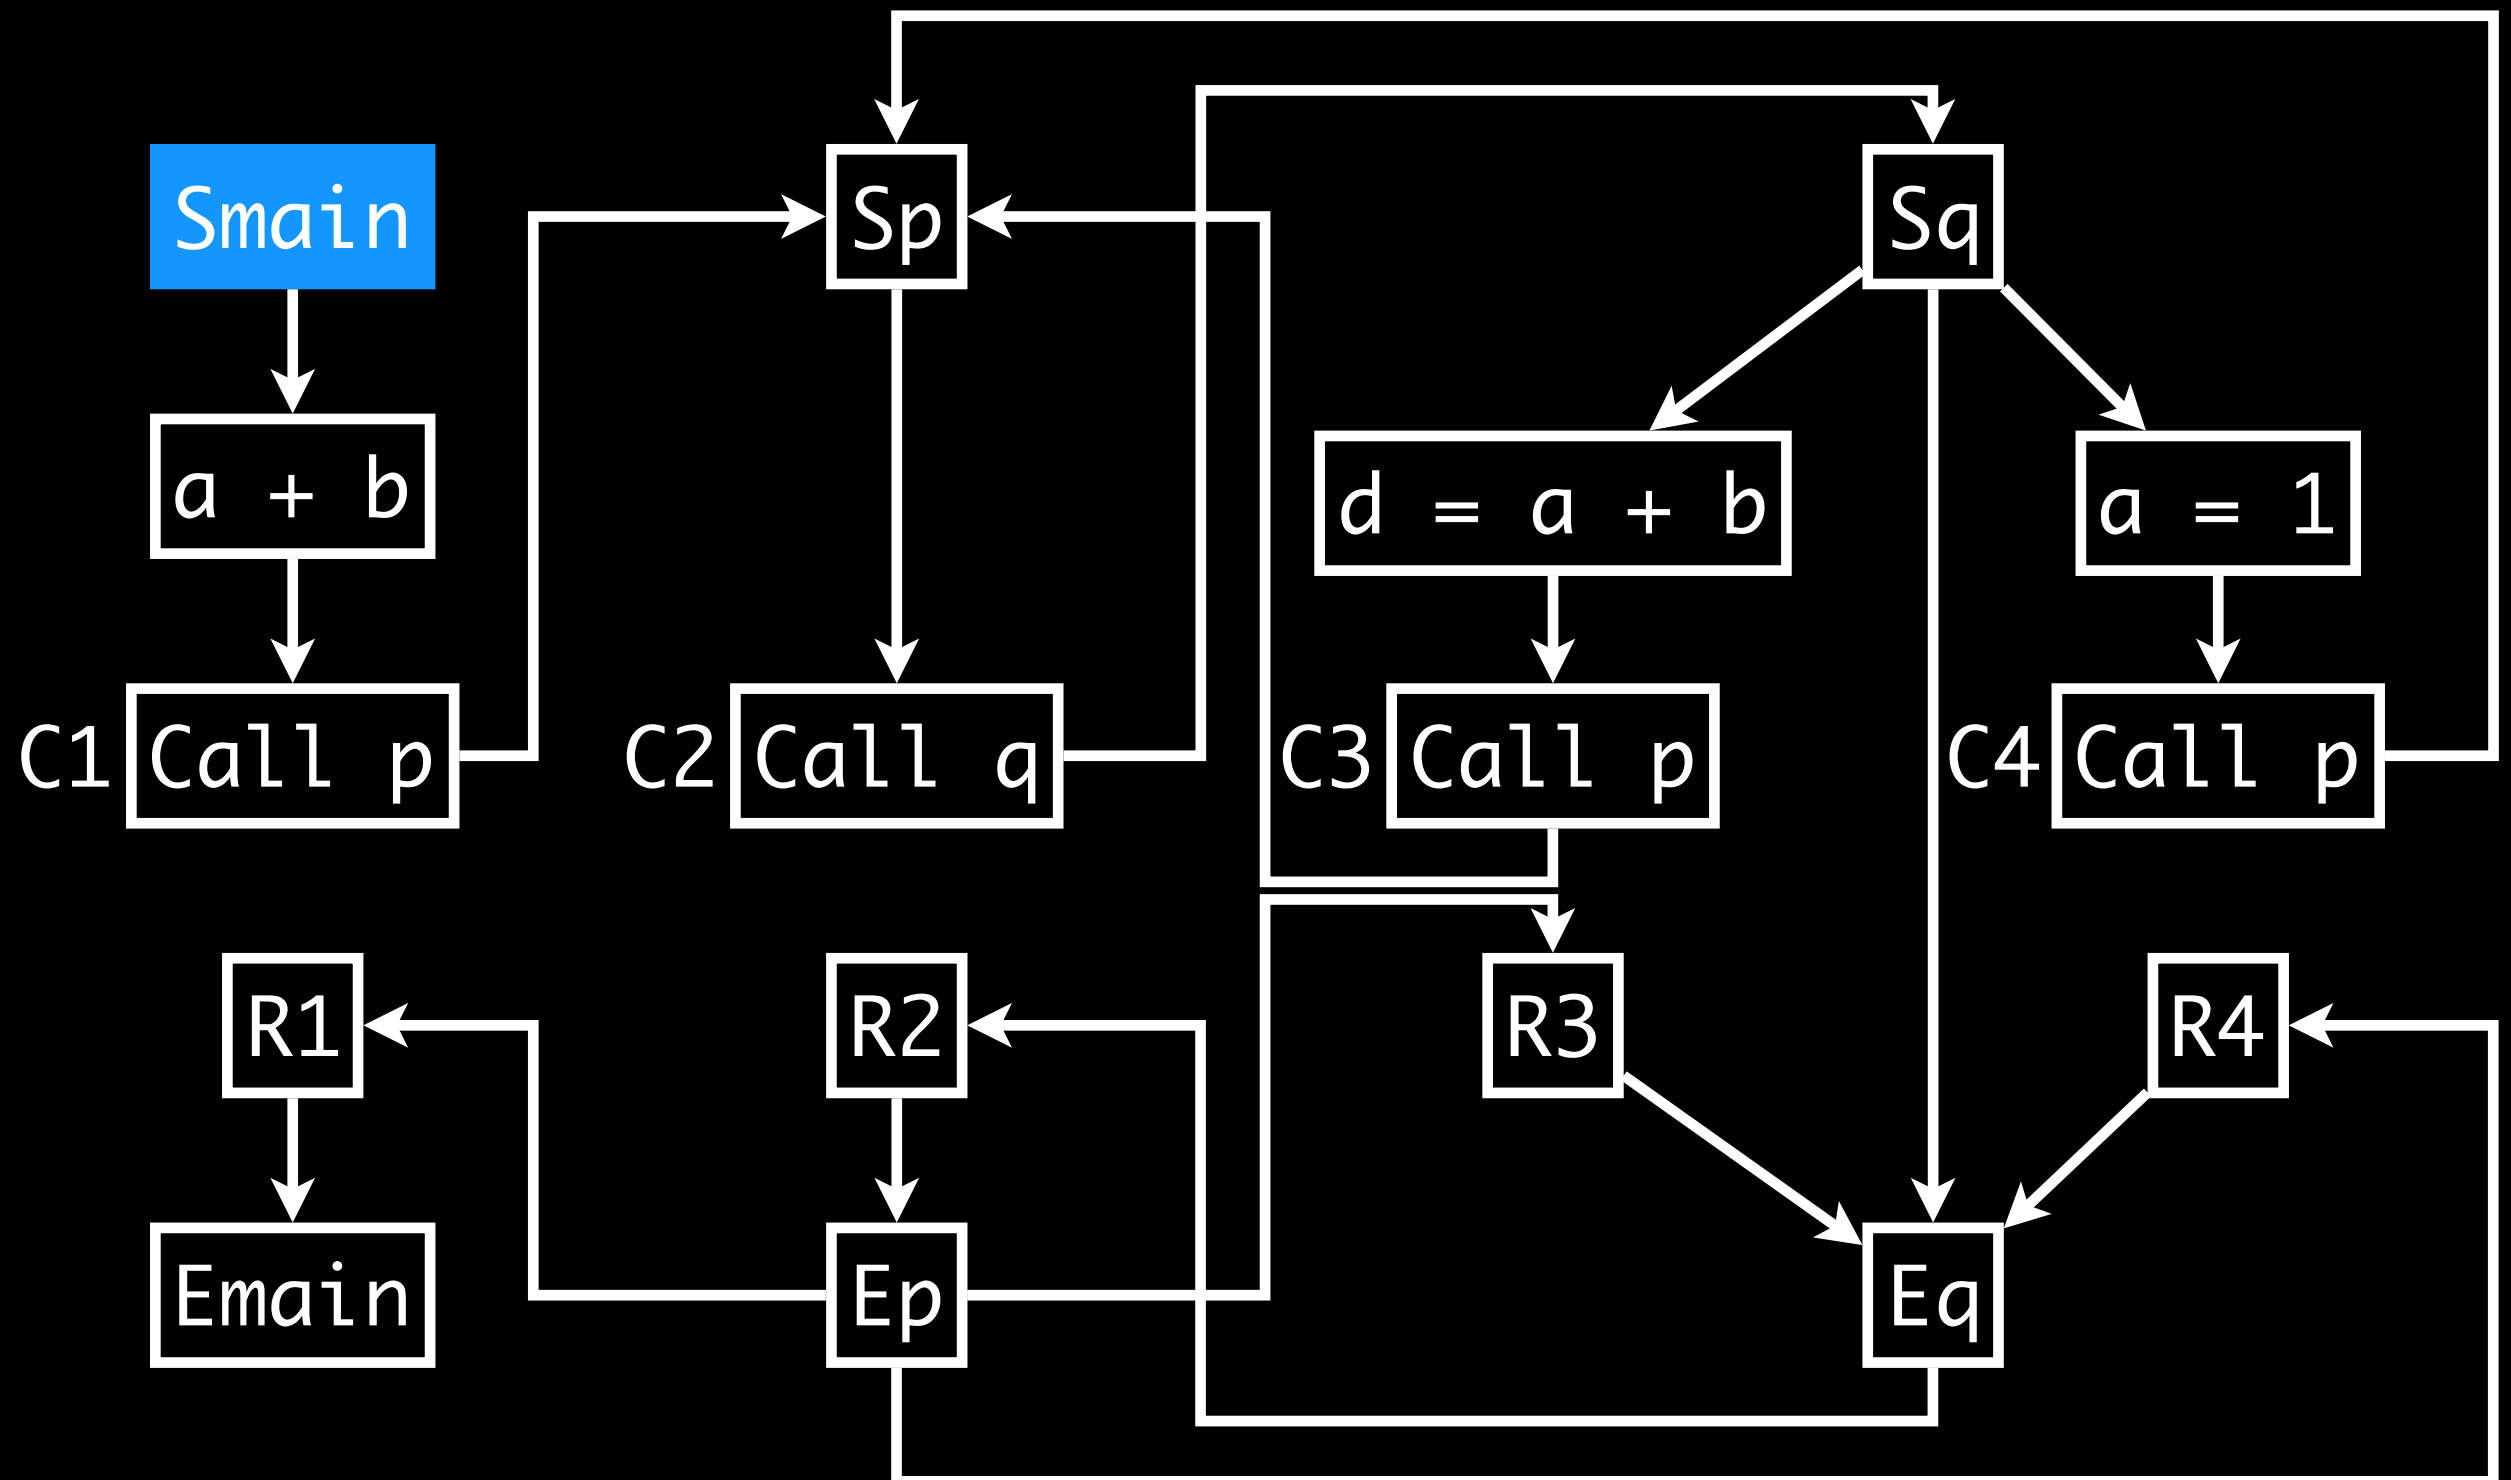 Smain
Sp
Sq
a + b
d = a + b
a = 1
C1 Call p
C2 Call q
C3 Call p
C4 Call p
R1
R2
R3
R4
Emain
Ep
Eq